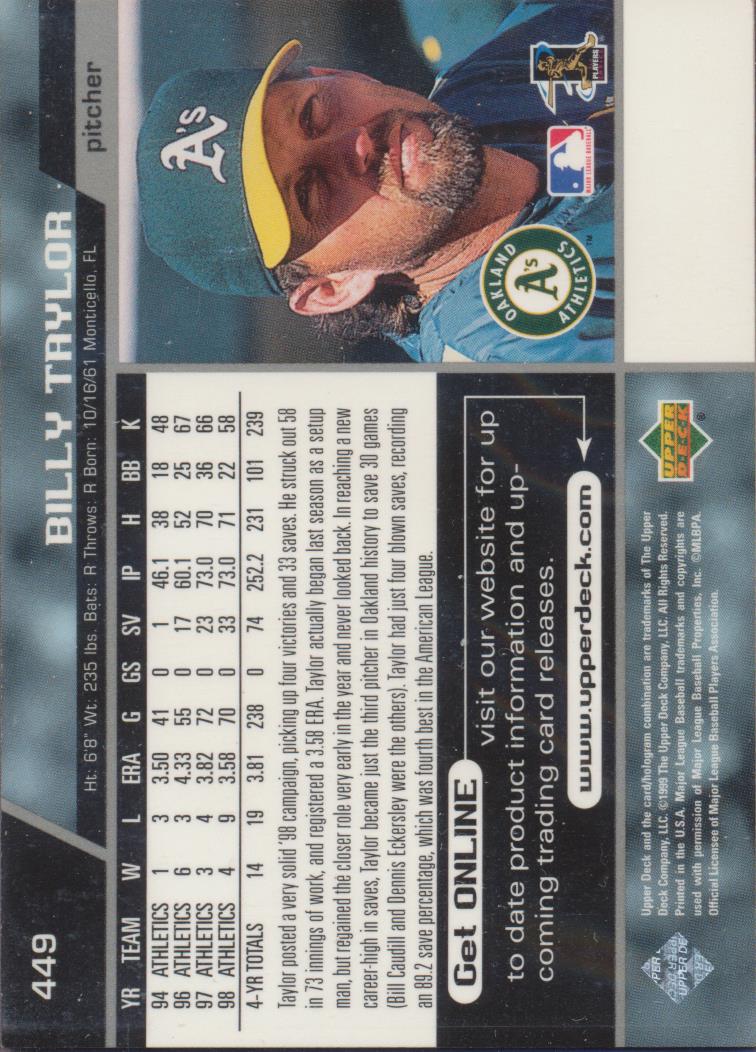 449
BILLY TAYLOR
pitcher
Ht: 6'8" Wt: 235 lbs. Bats: R Throws: R Born: 10/16/61 Monticello, FL
YR TEAM W L ERA G GS SV IP H BB K
94 ATHLETICS 1 3 3.50 41 0 1 46.1 38 18 48
96 ATHLETICS 6 3 4.33 55 0 17 60.1 52 25 67
97 ATHLETICS 3 4 3.82 72 0 23 73.0 70 36 66
98 ATHLETICS 4 9 3.58 70 0 33 73.0 71 22 58
4-YR TOTALS 14 19 3.81 238 0 74 252.2 231 101 239
Taylor posted a very solid '98 campaign, picking up four victories and 33 saves. He struck out 58
in 73 innings of work, and registered a 3.58 ERA. Taylor actually began last season as a setup
man, but regained the closer role very early in the year and never looked back. In reaching a new
career-high in saves, Taylor became just the third pitcher in Oakland history to save 30 games
(Bill Caudill and Dennis Eckersley were the others). Taylor had just four blown saves, recording
an 89.2 save percentage, which was fourth best in the American League.
Get ONLINE
visit our website for up
to date product information and up-
coming trading card releases.
www.upperdeck.com
A's
OAKLAND
A's
ATHLETICS
TM
MAJOR LEAGUE BASEBALL
PLAYERS
UPPER
DECK
®
Upper Deck and the card/hologram combination are trademarks of The Upper
Deck Company, LLC. ©1999 The Upper Deck Company, LLC. All Rights Reserved.
Printed in the U.S.A. Major League Baseball trademarks and copyrights are
used with permission of Major League Baseball Properties, Inc. ©MLBPA.
Official Licensee of Major League Baseball Players Association.
UPPER DE